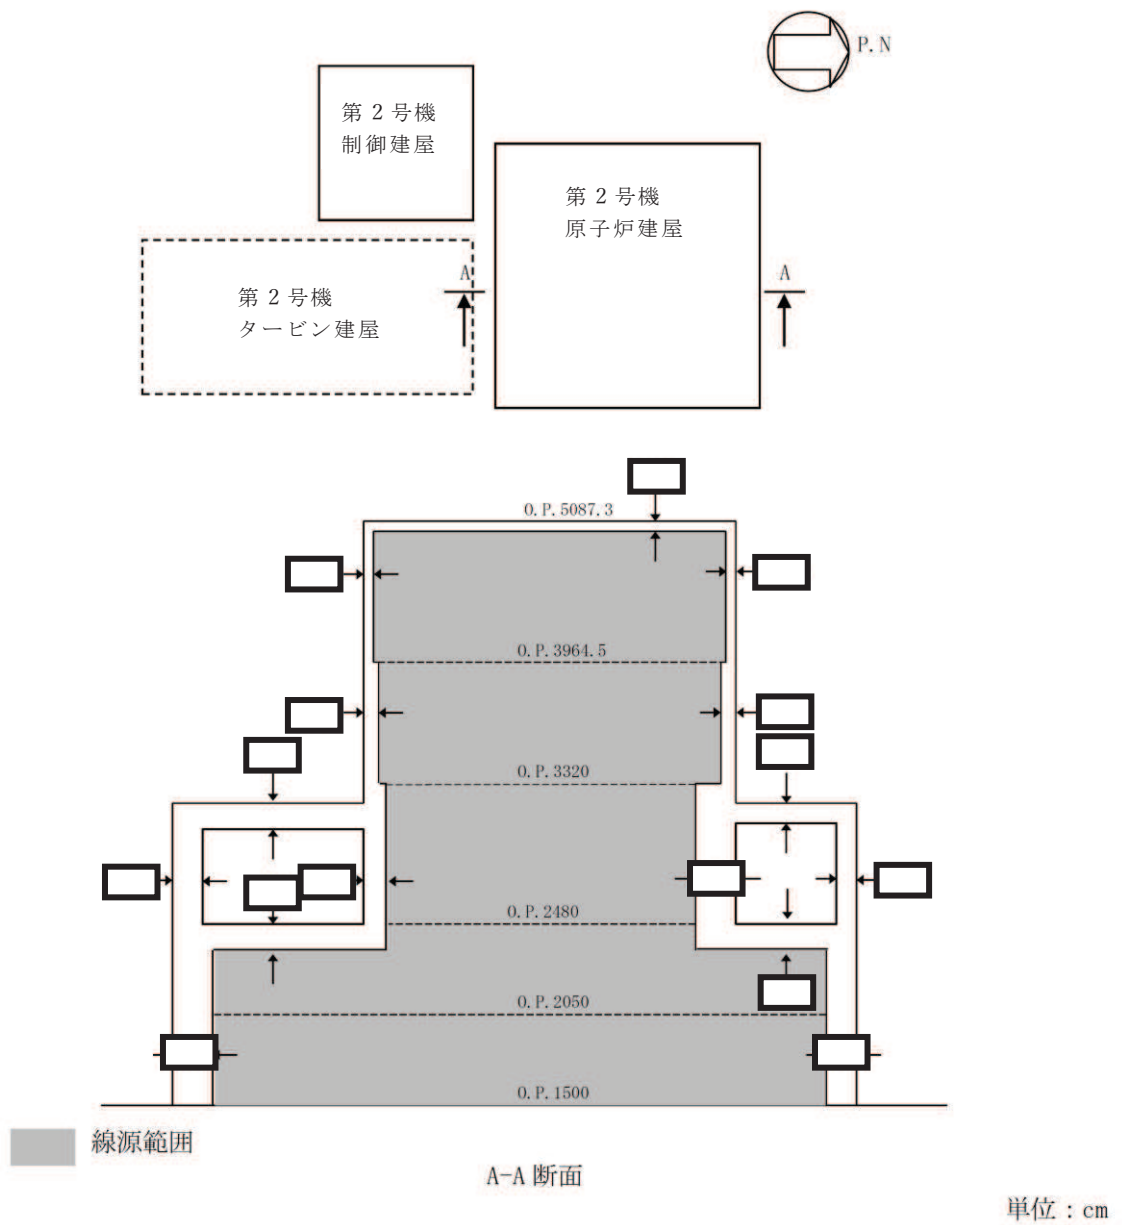 P.N
第２号機
制御建屋
第２号機
原子炉建屋
A
A
第２号機
タービン建屋
O.P.5087.3
O.P.3964.5
O.P.3320
O.P.2480
O.P.2050
O.P.1500
線源範囲
A-A 断面
単位：cm